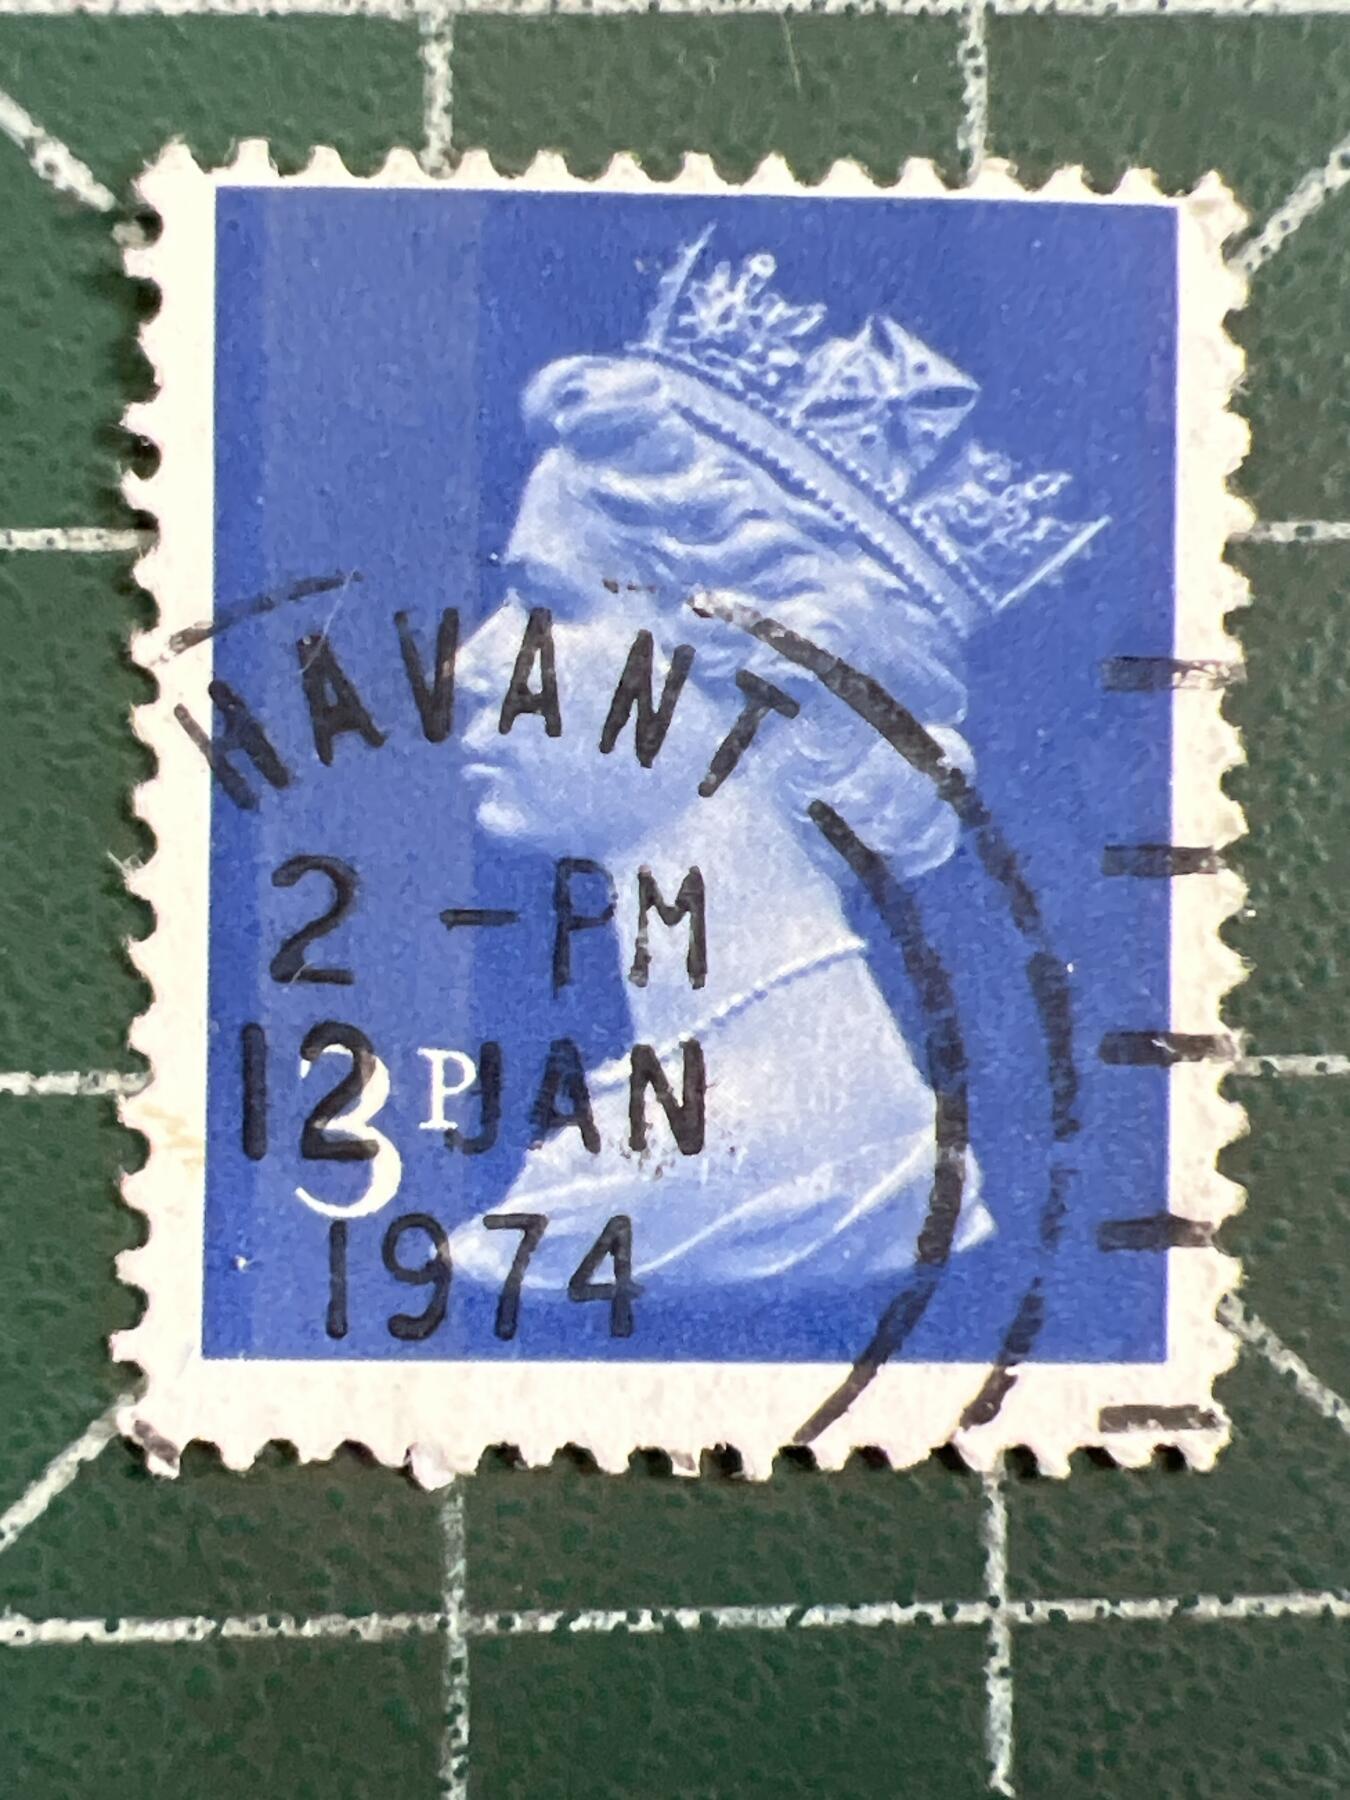 HAVANT
2 - PM
12 JAN
3P
1974